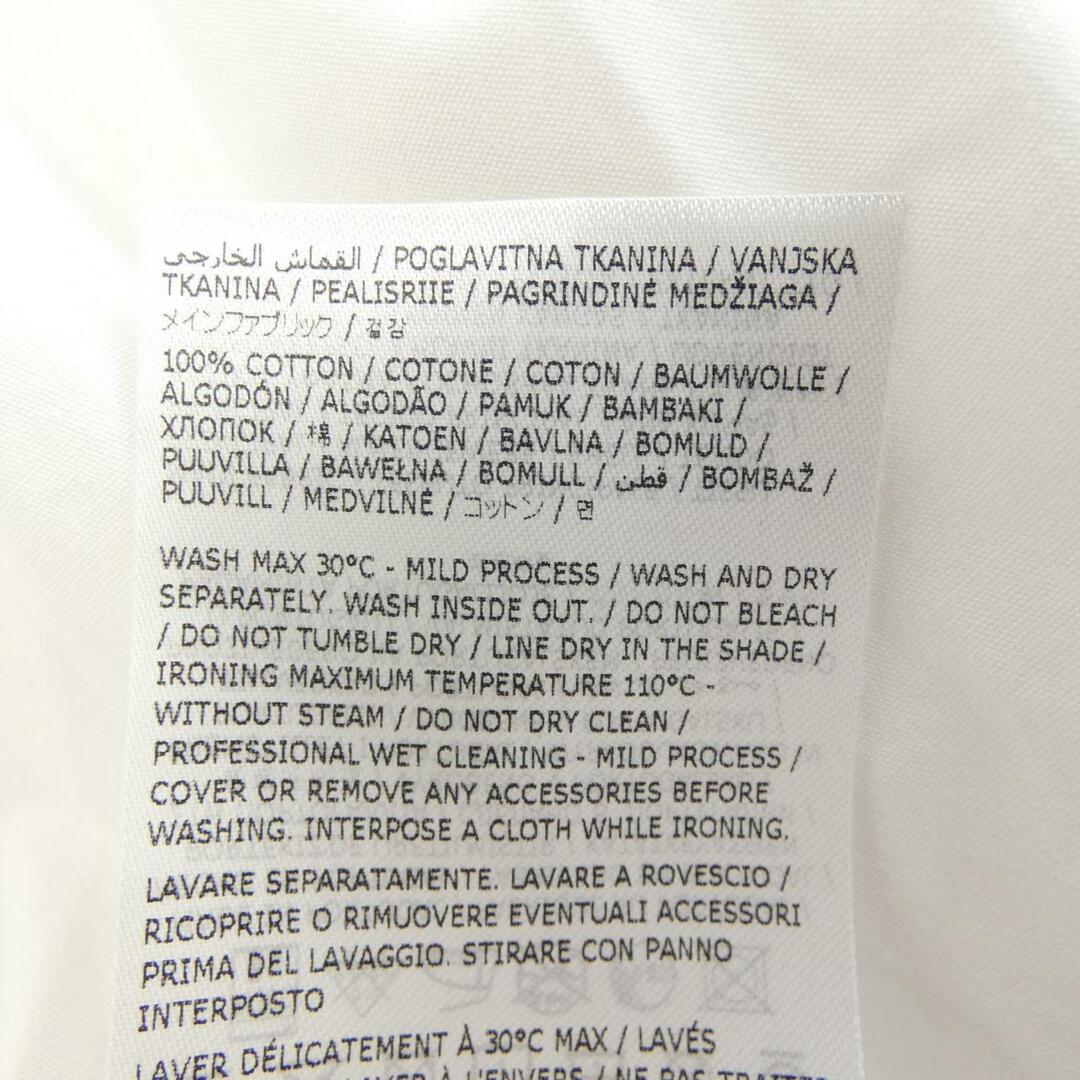 القماش الخارجي / POGLAVITNA TKANINA / VANJSKA
TKANINA / PEALISRIIE / PAGRINDINĖ MEDŽIAGA /
メインファブリック / 겉감
100% COTTON / COTONE / COTON / BAUMWOLLE /
ALGODÓN / ALGODÃO / PAMUK / BAMBAKI /
ХЛОПОК / 棉 / KATOEN / BAVLNA / BOMULD /
PUUVILLA / BAWEŁNA / BOMULL / قطن / BOMBAŽ /
PUUVILL / MEDVILNĖ / コットン / 면
WASH MAX 30°C - MILD PROCESS / WASH AND DRY
SEPARATELY. WASH INSIDE OUT. / DO NOT BLEACH
/ DO NOT TUMBLE DRY / LINE DRY IN THE SHADE /
IRONING MAXIMUM TEMPERATURE 110°C -
WITHOUT STEAM / DO NOT DRY CLEAN /
PROFESSIONAL WET CLEANING - MILD PROCESS /
COVER OR REMOVE ANY ACCESSORIES BEFORE
WASHING. INTERPOSE A CLOTH WHILE IRONING.
LAVARE SEPARATAMENTE. LAVARE A ROVESCIO /
RICOPRIRE O RIMUOVERE EVENTUALI ACCESSORI
PRIMA DEL LAVAGGIO. STIRARE CON PANNO
INTERPOSTO
LAVER DÉLICATEMENT À 30°C MAX / LAVÉS
LAVER À L'ENVERS / NE PAS TRAITER